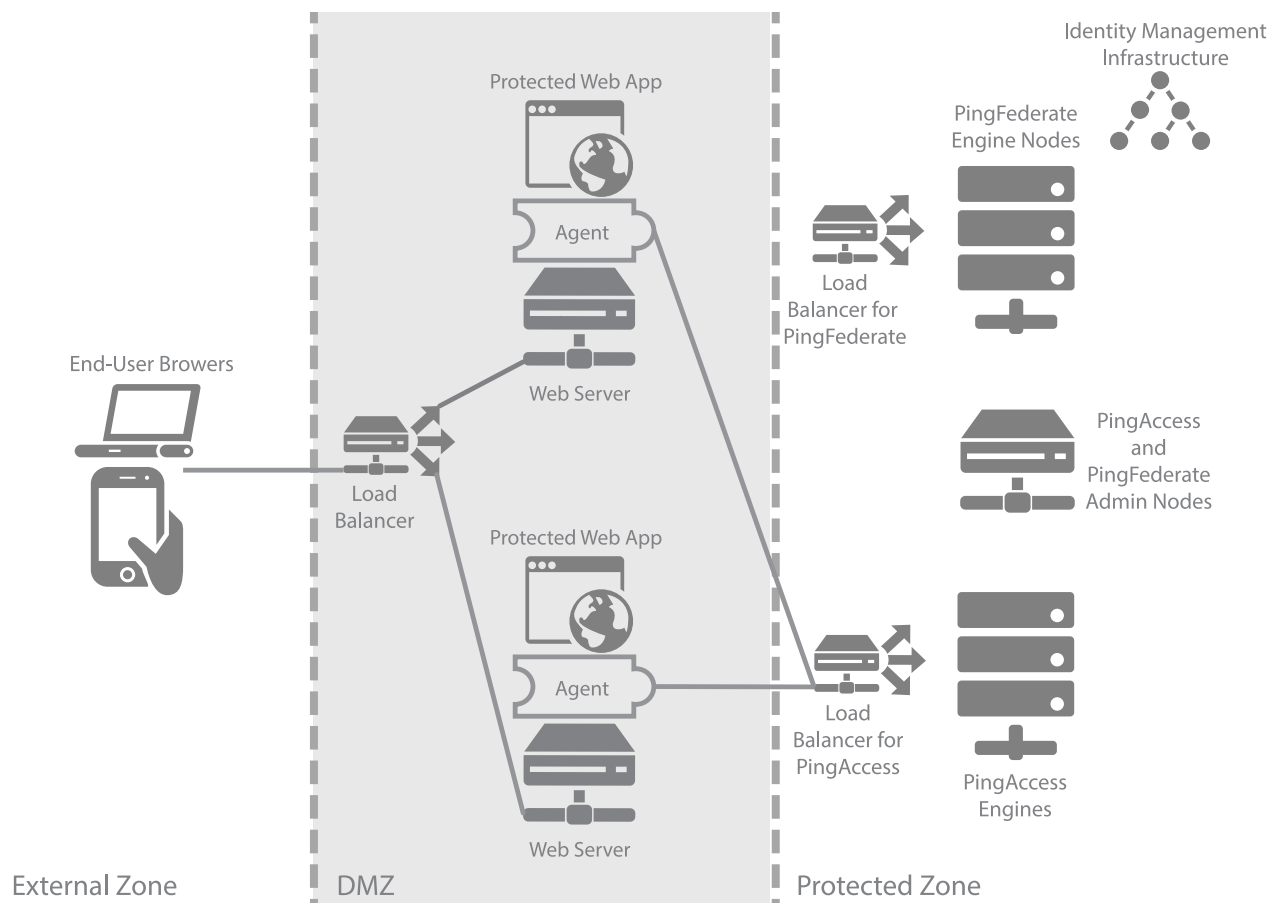 Identity Management
Infrastructure
Protected Web App
PingFederate
Engine Nodes
Agent
Load
Balancer for
PingFederate
End-User Browers
Web Server
PingAccess
and
PingFederate
Admin Nodes
Load
Balancer
Protected Web App
Agent
Load
Balancer for
PingAccess
PingAccess
Engines
Web Server
External Zone
DMZ
Protected Zone